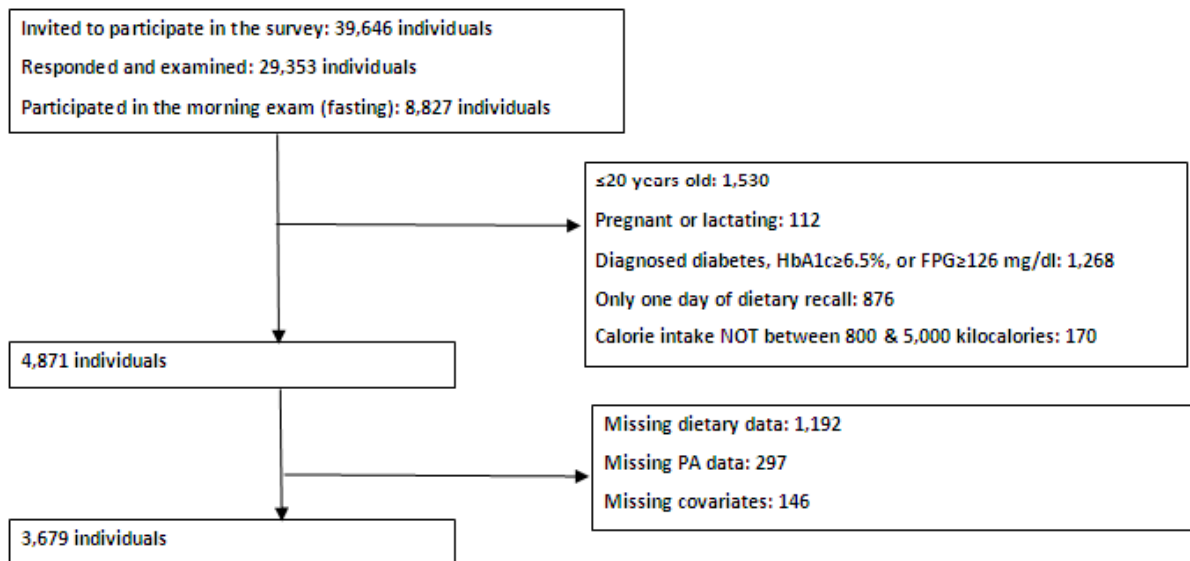 Invited to participate in the survey: 39,646 individuals
Responded and examined: 29,353 individuals
Participated in the morning exam (fasting): 8,827 individuals
≤20 years old: 1,530
Pregnant or lactating: 112
Diagnosed diabetes, HbA1c≥6.5%, or FPG≥126 mg/dl: 1,268
Only one day of dietary recall: 876
Calorie intake NOT between 800 & 5,000 kilocalories: 170
4,871 individuals
Missing dietary data: 1,192
Missing PA data: 297
Missing covariates: 146
3,679 individuals